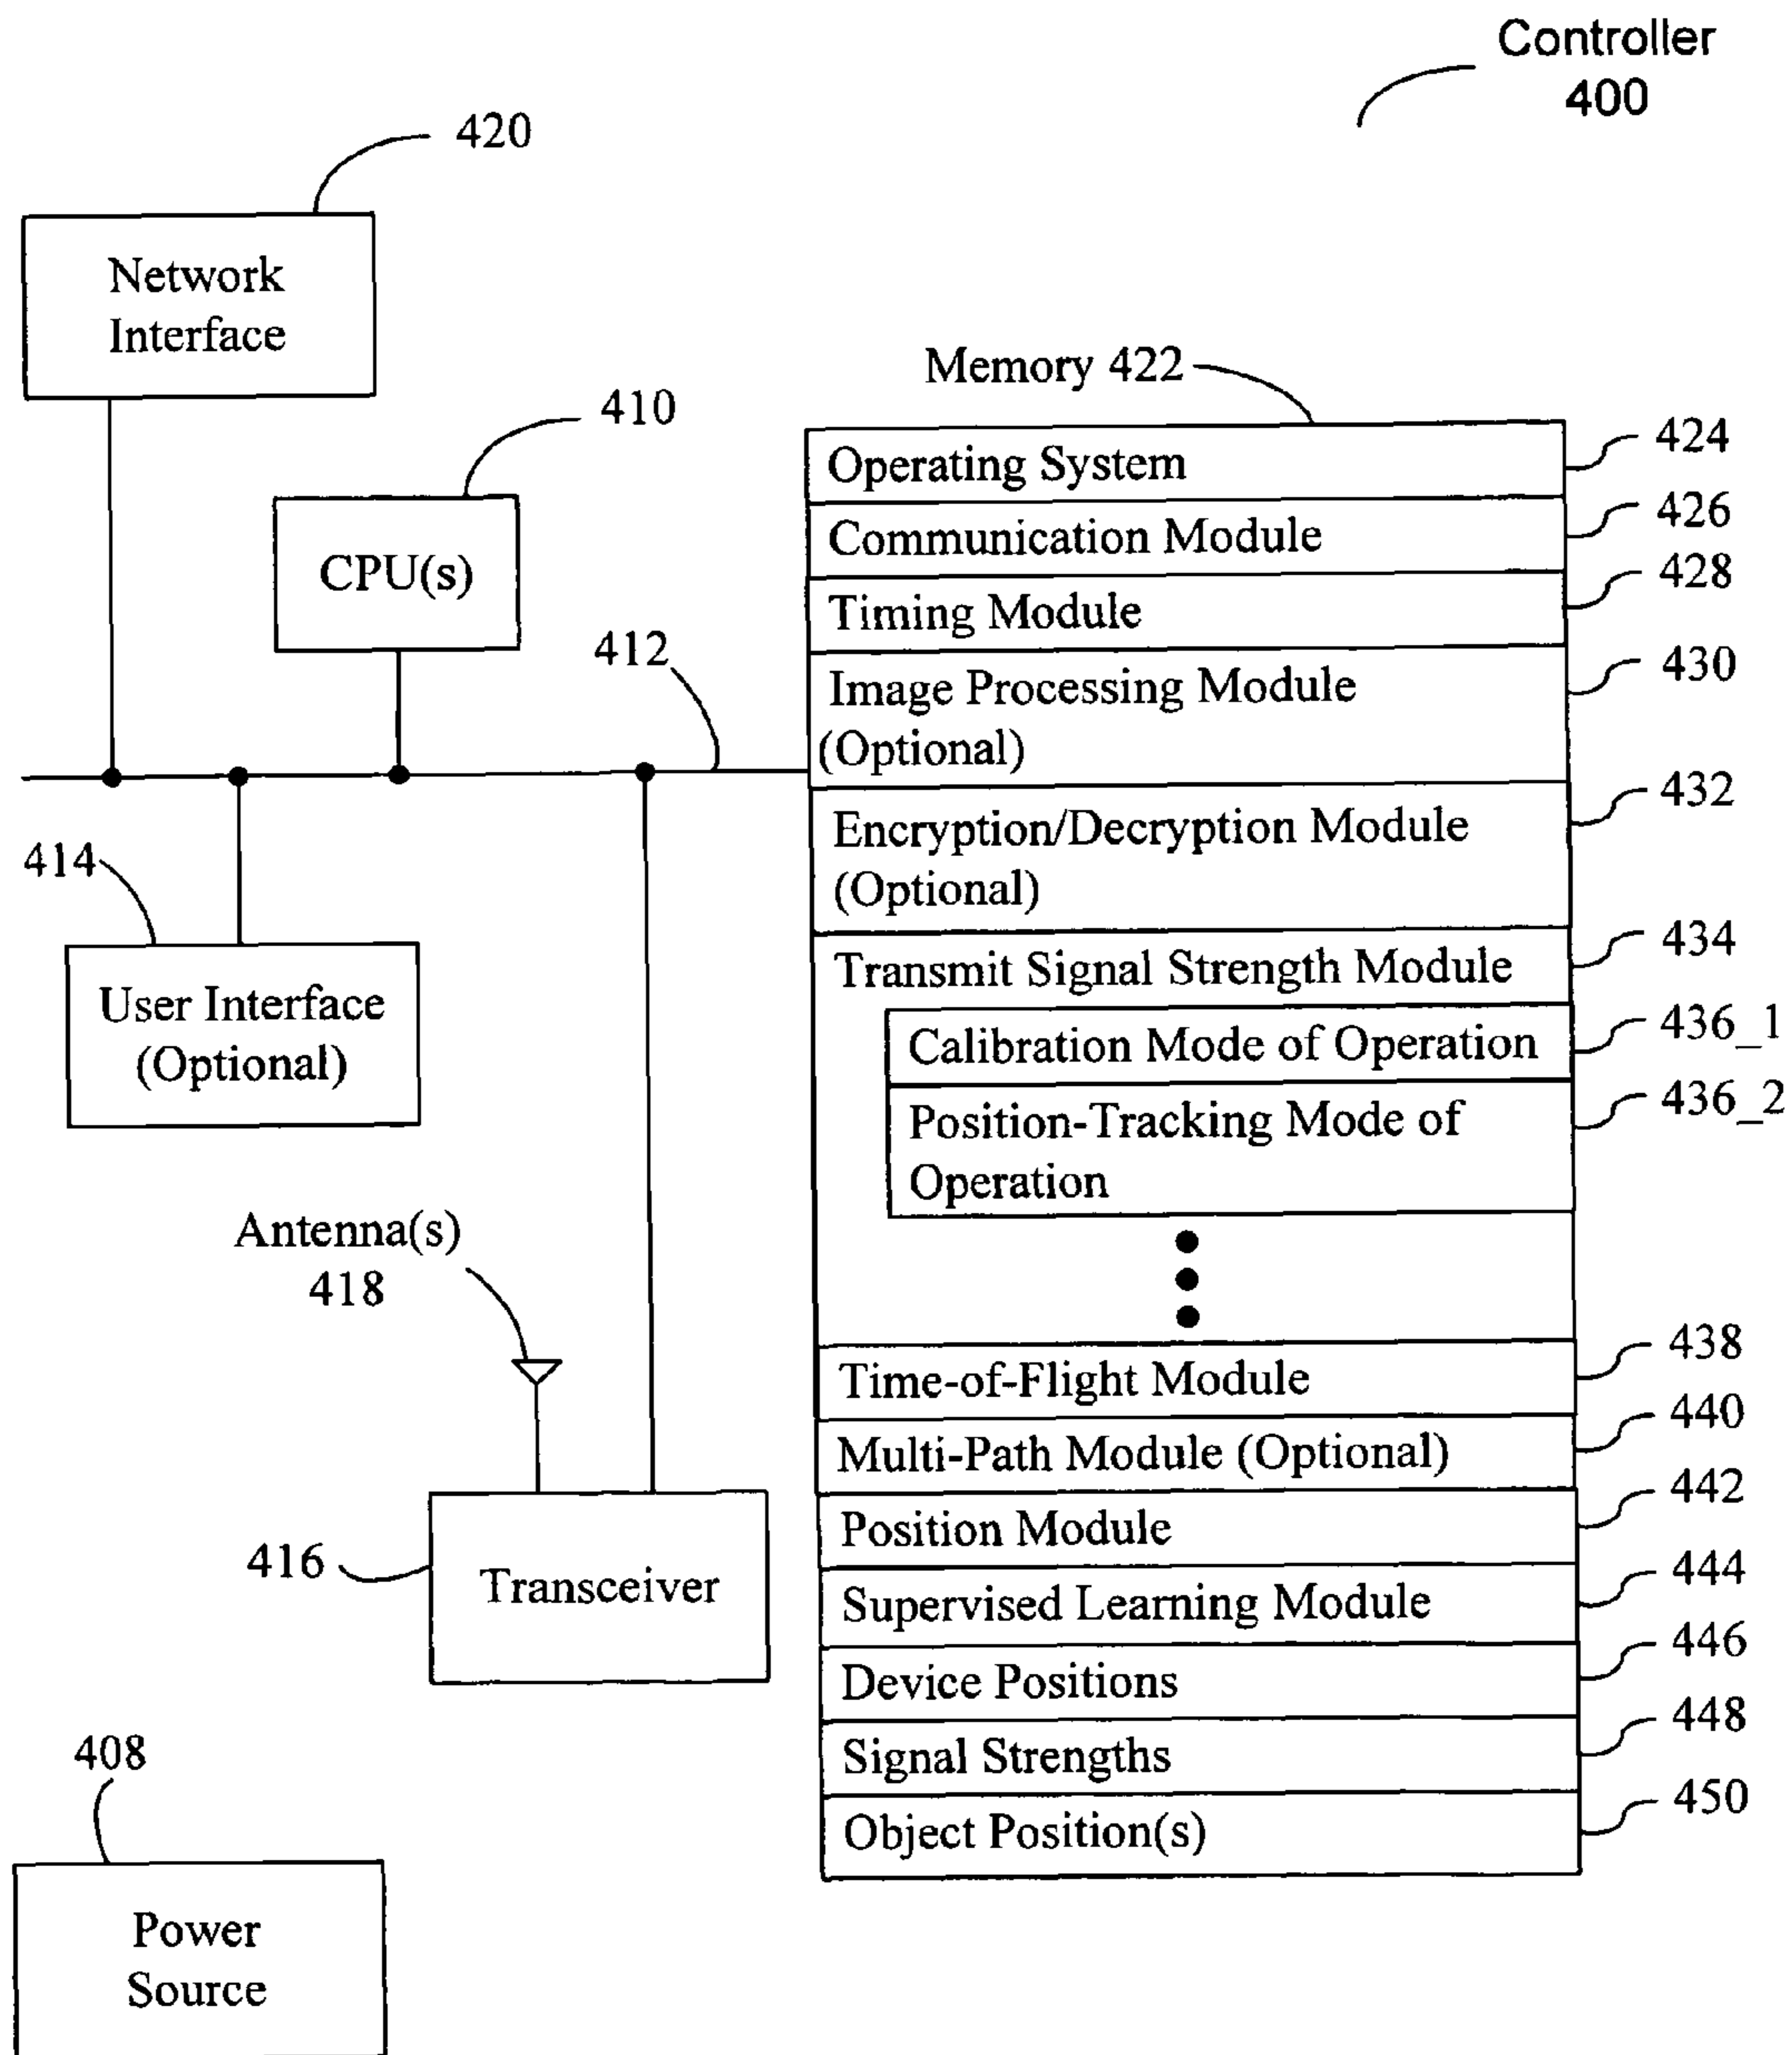 Controller
400
420
Network
Interface
410
CPU(s)
412
414
User Interface
(Optional)
Antenna(s)
418
416
Transceiver
408
Power
Source
Memory 422
Operating System
424
Communication Module
426
Timing Module
428
Image Processing Module
(Optional)
430
Encryption/Decryption Module
(Optional)
432
Transmit Signal Strength Module
434
Calibration Mode of Operation
436_1
Position-Tracking Mode of
Operation
436_2
Time-of-Flight Module
438
Multi-Path Module (Optional)
440
Position Module
442
Supervised Learning Module
444
Device Positions
446
Signal Strengths
448
Object Position(s)
450